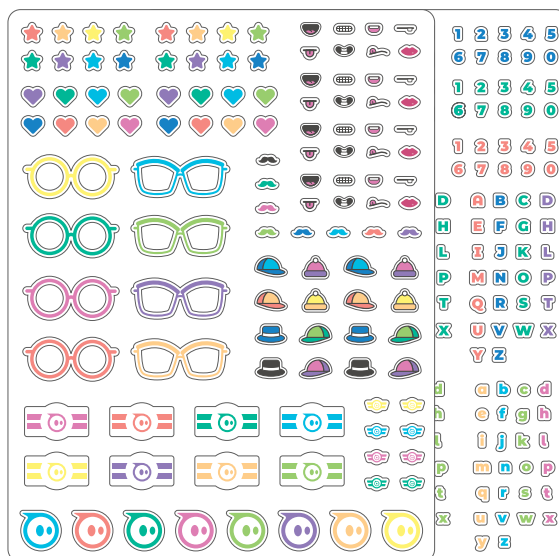 1 2 3 4 5
6 7 8 9 0
1 2 3 4 5
6 7 8 9 0
1 2 3 4 5
6 7 8 9 0
D A B C D
H E F G H
L I J K L
P M N O P
T Q R S T
X U V W X
Y Z
d a b c d
h e f g h
l i j k l
p m n o p
t q r s t
x u v w x
y z